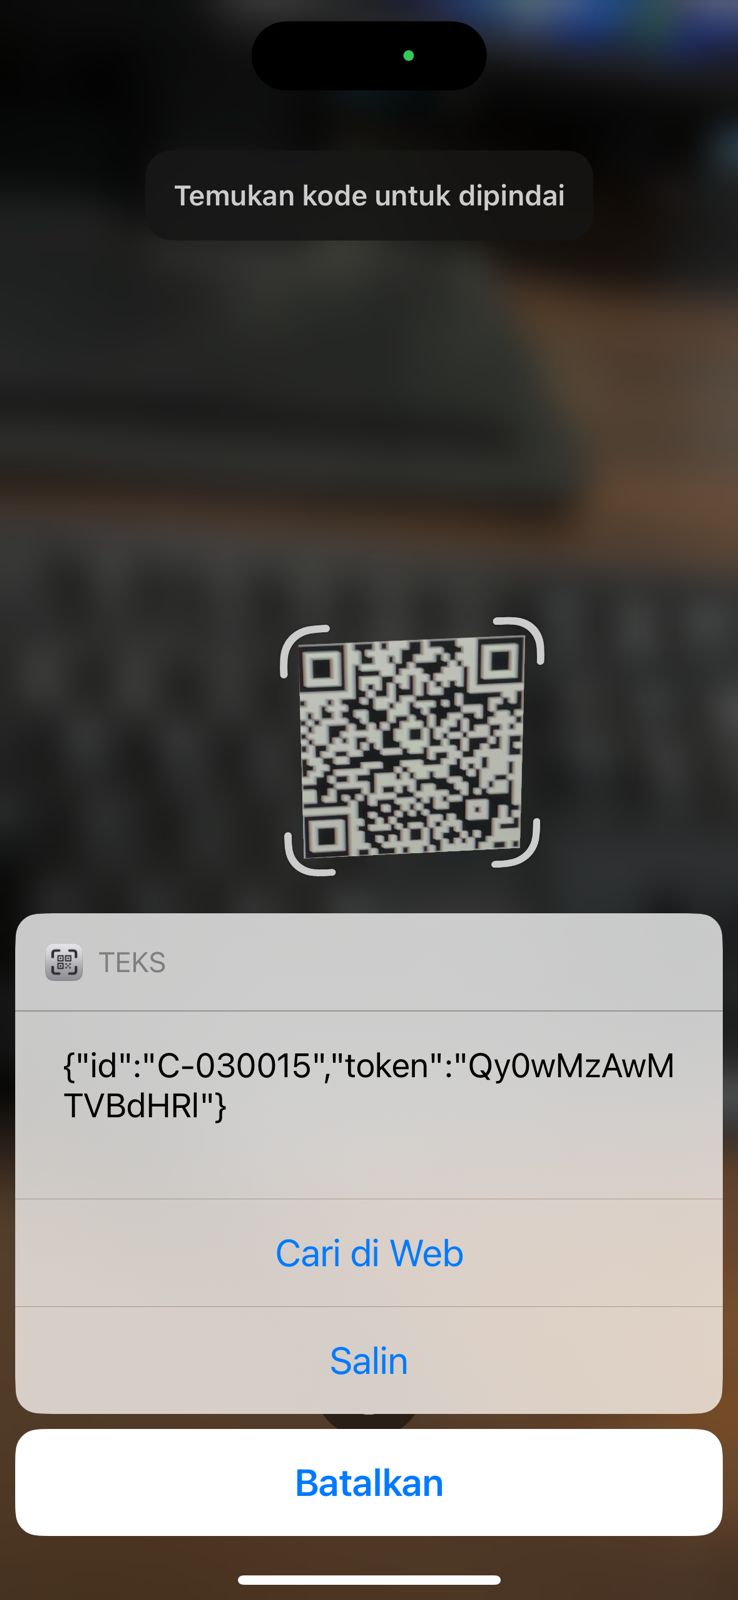 Temukan kode untuk dipindai
TEKS
{"id":"C-030015","token":"Qy0wMzAwM
TVBdHRl"}
Cari di Web
Salin
Batalkan